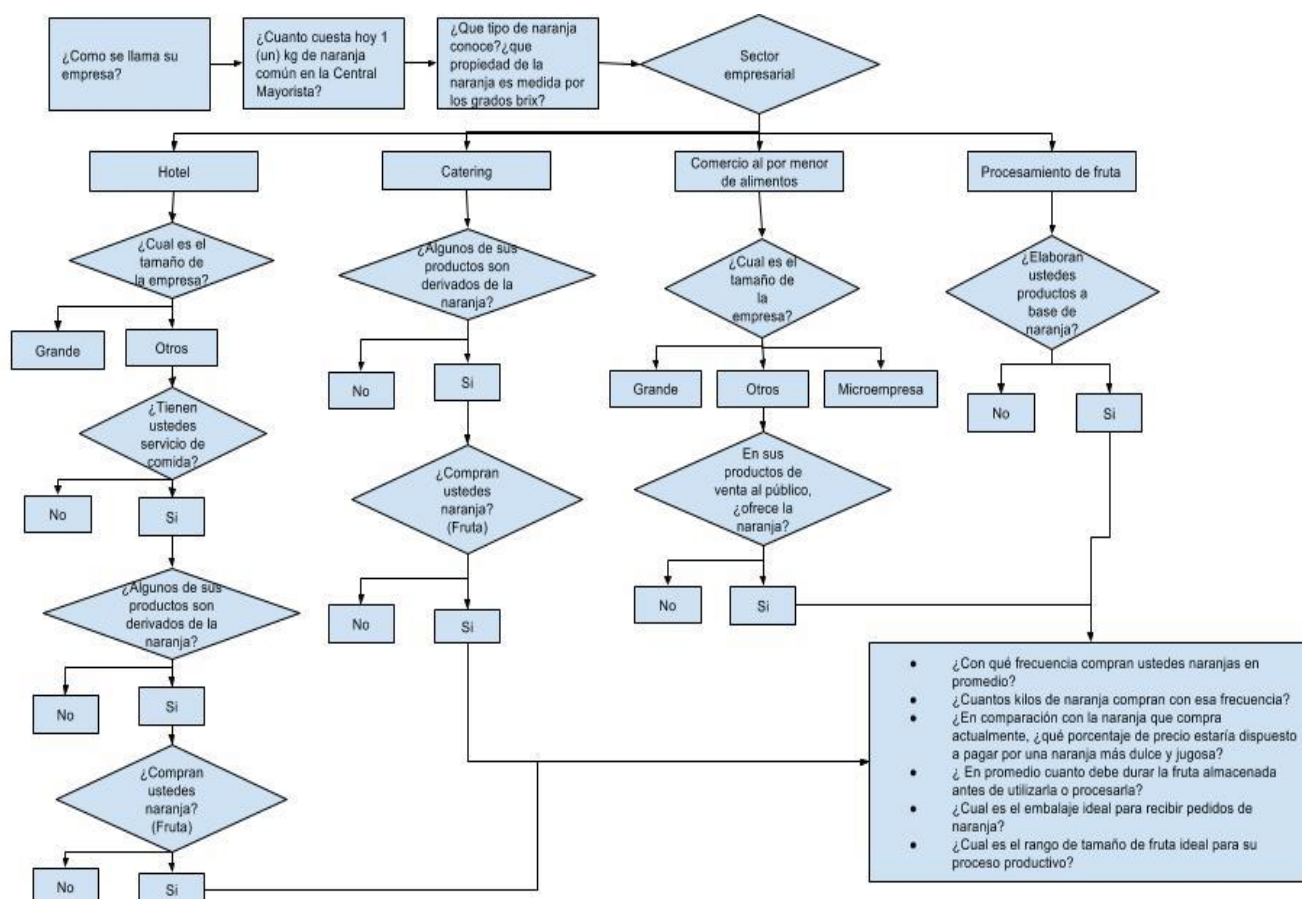 ¿Como se llama su
empresa?
¿Cuanto cuesta hoy 1
(un) kg de naranja
común en la Central
Mayorista?
¿Que tipo de naranja
conoce?¿que
propiedad de la
naranja es medida por
los grados brix?
Sector
empresarial
Hotel
Catering
Comercio al por menor
de alimentos
Procesamiento de fruta
¿Cual es el
tamaño de
la empresa?
Grande
Otros
¿Tienen
ustedes
servicio de
comida?
No
Si
¿Algunos de sus
productos son
derivados de la
naranja?
No
Si
¿Compran
ustedes
naranja?
(Fruta)
No
Si
¿Algunos de sus
productos son
derivados de la
naranja?
No
Si
¿Compran
ustedes
naranja?
(Fruta)
No
Si
¿Cual es el
tamaño de
la
empresa?
Grande
Otros
Microempresa
En sus
productos de
venta al público,
¿ofrece la
naranja?
No
Si
¿Elaboran
ustedes
productos a
base de
naranja?
No
Si
• ¿Con qué frecuencia compran ustedes naranjas en
promedio?
• ¿Cuantos kilos de naranja compran con esa frecuencia?
• ¿En comparación con la naranja que compra
actualmente, ¿qué porcentaje de precio estaría dispuesto
a pagar por una naranja más dulce y jugosa?
• ¿ En promedio cuanto debe durar la fruta almacenada
antes de utilizarla o procesarla?
• ¿Cual es el embalaje ideal para recibir pedidos de
naranja?
• ¿Cual es el rango de tamaño de fruta ideal para su
proceso productivo?